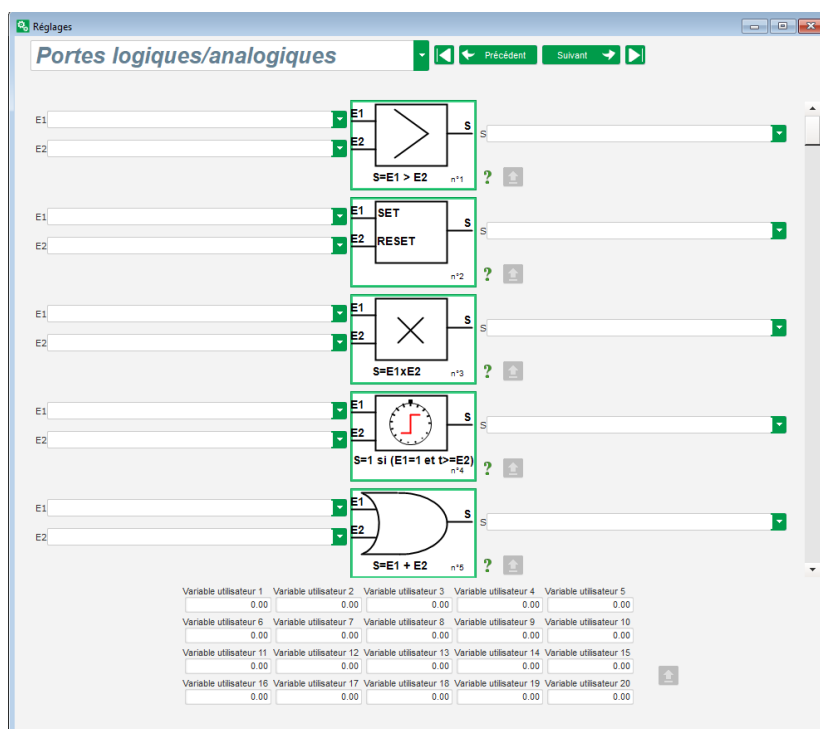 Réglages
Portes logiques/analogiques
Précédent
Suivant
E1
E2
E1
E2
S
S
S=E1 > E2
n°1
?
E1
E2
E1 SET
E2 RESET
S
S
n°2
?
E1
E2
E1
E2
S
S
S=E1xE2
n°3
?
E1
E2
E1
E2
S
S
S=1 si (E1=1 et t>=E2)
n°4
?
E1
E2
E1
E2
S
S
S=E1 + E2
n°5
?
Variable utilisateur 1 Variable utilisateur 2 Variable utilisateur 3 Variable utilisateur 4 Variable utilisateur 5
0.00 0.00 0.00 0.00 0.00
Variable utilisateur 6 Variable utilisateur 7 Variable utilisateur 8 Variable utilisateur 9 Variable utilisateur 10
0.00 0.00 0.00 0.00 0.00
Variable utilisateur 11 Variable utilisateur 12 Variable utilisateur 13 Variable utilisateur 14 Variable utilisateur 15
0.00 0.00 0.00 0.00 0.00
Variable utilisateur 16 Variable utilisateur 17 Variable utilisateur 18 Variable utilisateur 19 Variable utilisateur 20
0.00 0.00 0.00 0.00 0.00